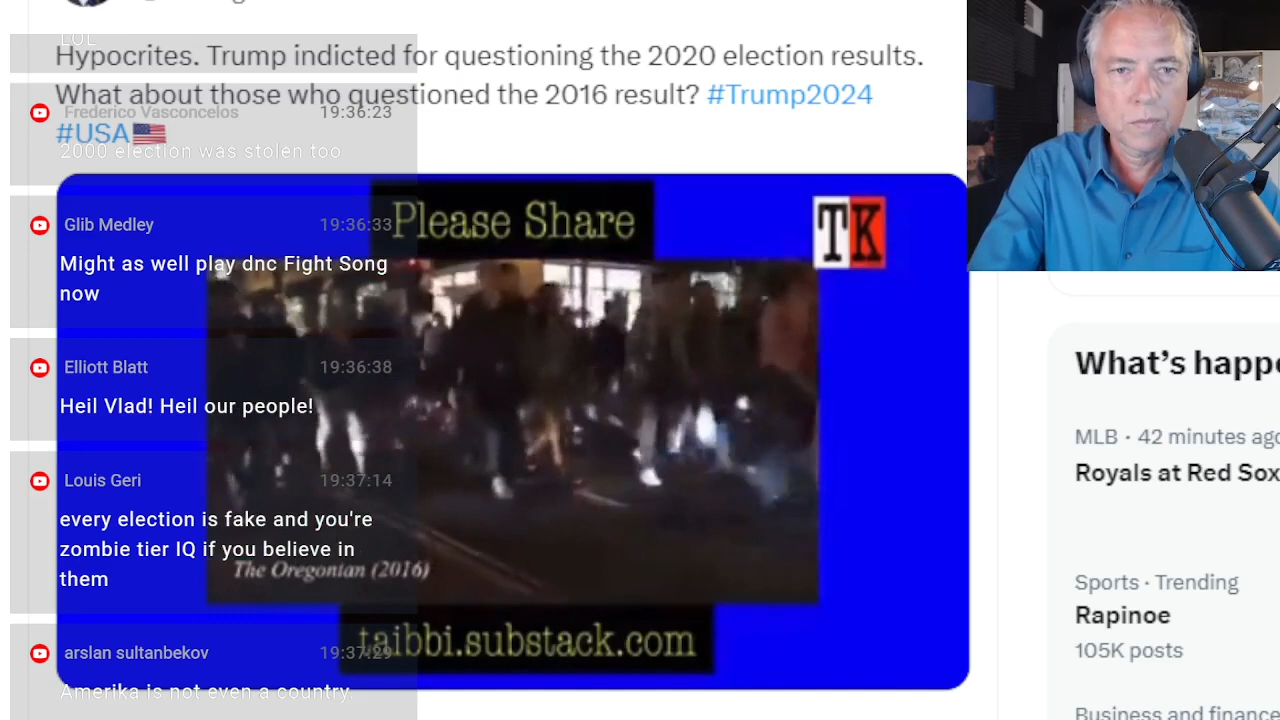 LOL
Hypocrites. Trump indicted for questioning the 2020 election results.
What about those who questioned the 2016 result? #Trump2024
#USA
Frederico Vasconcelos 19:36:23
2000 election was stolen too
Glib Medley 19:36:33
Might as well play dnc Fight Song
now
Elliott Blatt 19:36:38
Heil Vlad! Heil our people!
Louis Geri 19:37:14
every election is fake and you're
zombie tier IQ if you believe in
them
arslan sultanbekov 19:37:29
Amerika is not even a country
Please Share
TK
The Oregonian (2016)
taibbi.substack.com
What's happe
MLB · 42 minutes ago
Royals at Red Sox
Sports · Trending
Rapinoe
105K posts
Business and finance